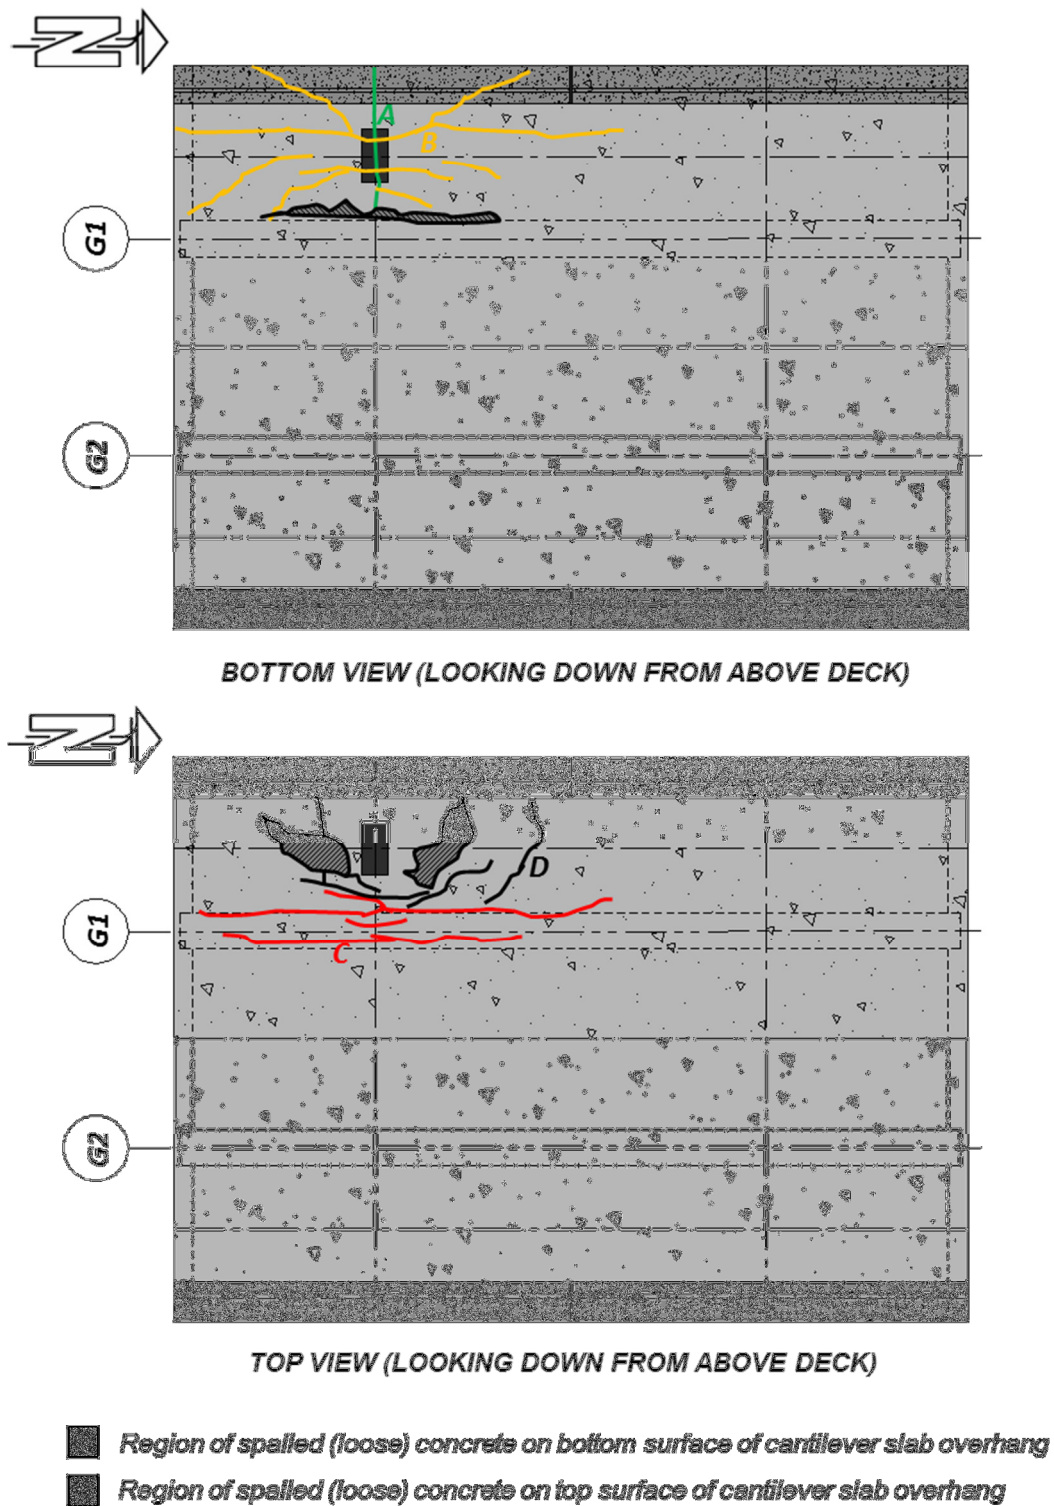 Z
A
B
G1
G2
BOTTOM VIEW (LOOKING DOWN FROM ABOVE DECK)
Z
D
G1
C
G2
TOP VIEW (LOOKING DOWN FROM ABOVE DECK)
Region of spalled (loose) concrete on bottom surface of cantilever slab overhang
Region of spalled (loose) concrete on top surface of cantilever slab overhang